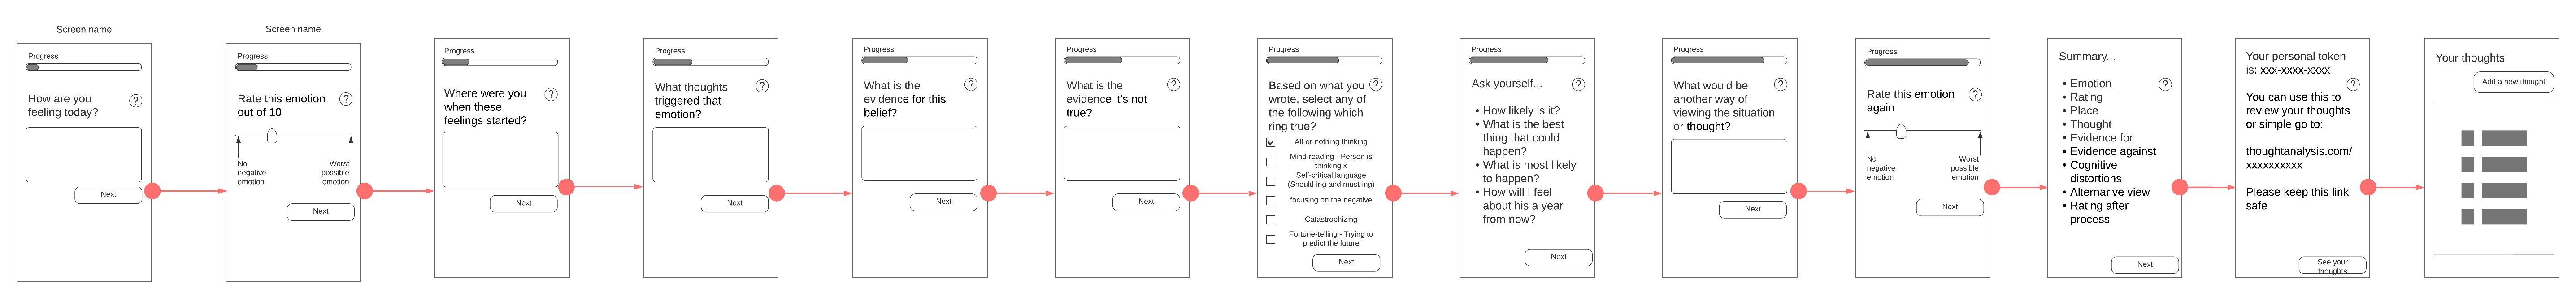 Screen name
Progress
How are you
feeling today?
?
Next
Screen name
Progress
Rate this emotion
out of 10
?
No
negative
emotion
Worst
possible
emotion
Next
Progress
Where were you
when these
feelings started?
?
Next
Progress
What thoughts
triggered that
emotion?
?
Next
Progress
What is the
evidence for this
belief?
?
Next
Progress
What is the
evidence it's not
true?
?
Next
Progress
Based on what you
wrote, select any of
the following which
ring true?
?
All-or-nothing thinking
Mind-reading - Person is
thinking x
Self-critical language
(Should-ing and must-ing)
focusing on the negative
Catastrophizing
Fortune-telling - Trying to
predict the future
Next
Progress
Ask yourself...
?
• How likely is it?
• What is the best
thing that could
happen?
• What is most likely
to happen?
• How will I feel
about his a year
from now?
Next
Progress
What would be
another way of
viewing the situation
or thought?
?
Next
Progress
Rate this emotion
again
?
No
negative
emotion
Worst
possible
emotion
Next
Summary...
?
• Emotion
• Rating
• Place
• Thought
• Evidence for
• Evidence against
• Cognitive
distortions
• Alternarive view
• Rating after
process
Next
Your personal token
is: xxx-xxxx-xxxx
?
You can use this to
review your thoughts
or simple go to:
thoughtanalysis.com/
xxxxxxxxxx
Please keep this link
safe
See your
thoughts
Your thoughts
Add a new thought